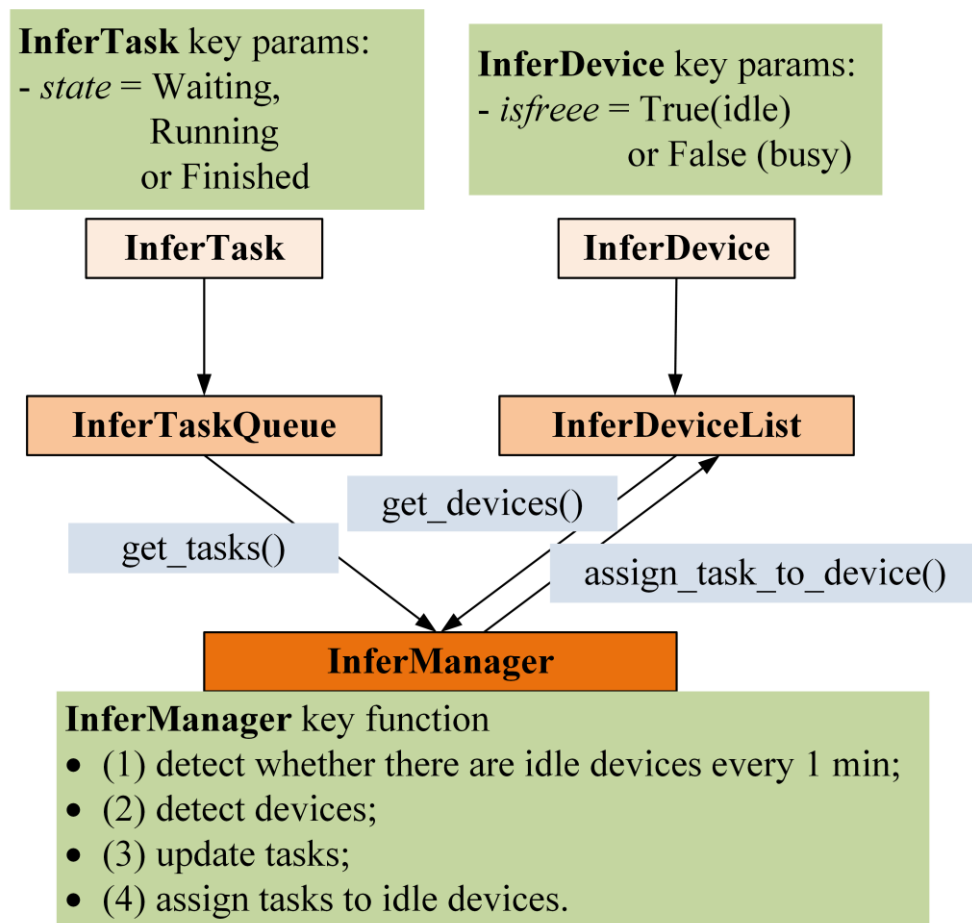 InferTask key params:
- state = Waiting,
Running
or Finished
InferDevice key params:
- isfreee = True(idle)
or False (busy)
InferTask
InferDevice
InferTaskQueue
InferDeviceList
get_devices()
get_tasks()
assign_task_to_device()
InferManager
InferManager key function
• (1) detect whether there are idle devices every 1 min;
• (2) detect devices;
• (3) update tasks;
• (4) assign tasks to idle devices.